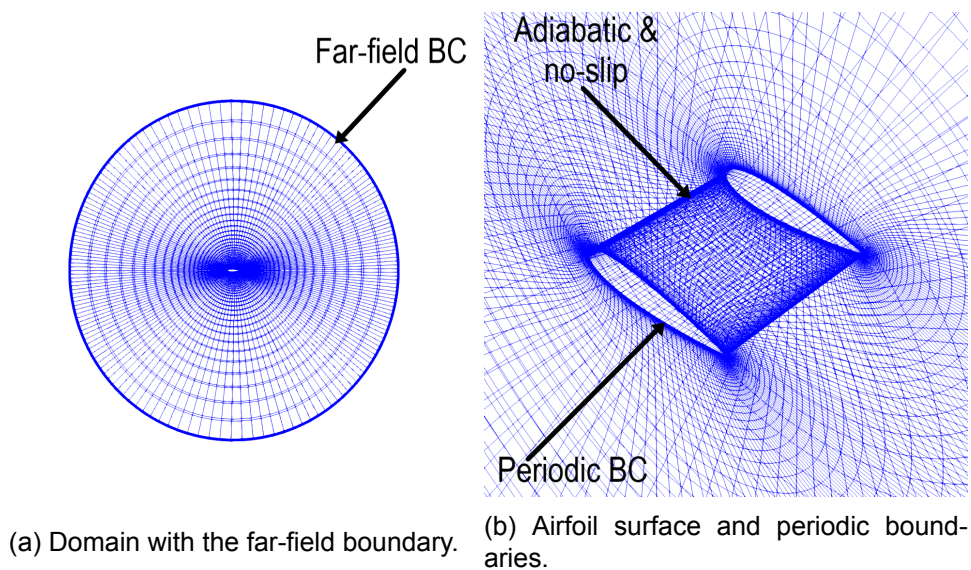 Far-field BC
Adiabatic &
no-slip
Periodic BC
(a) Domain with the far-field boundary.
(b) Airfoil surface and periodic bound-
aries.